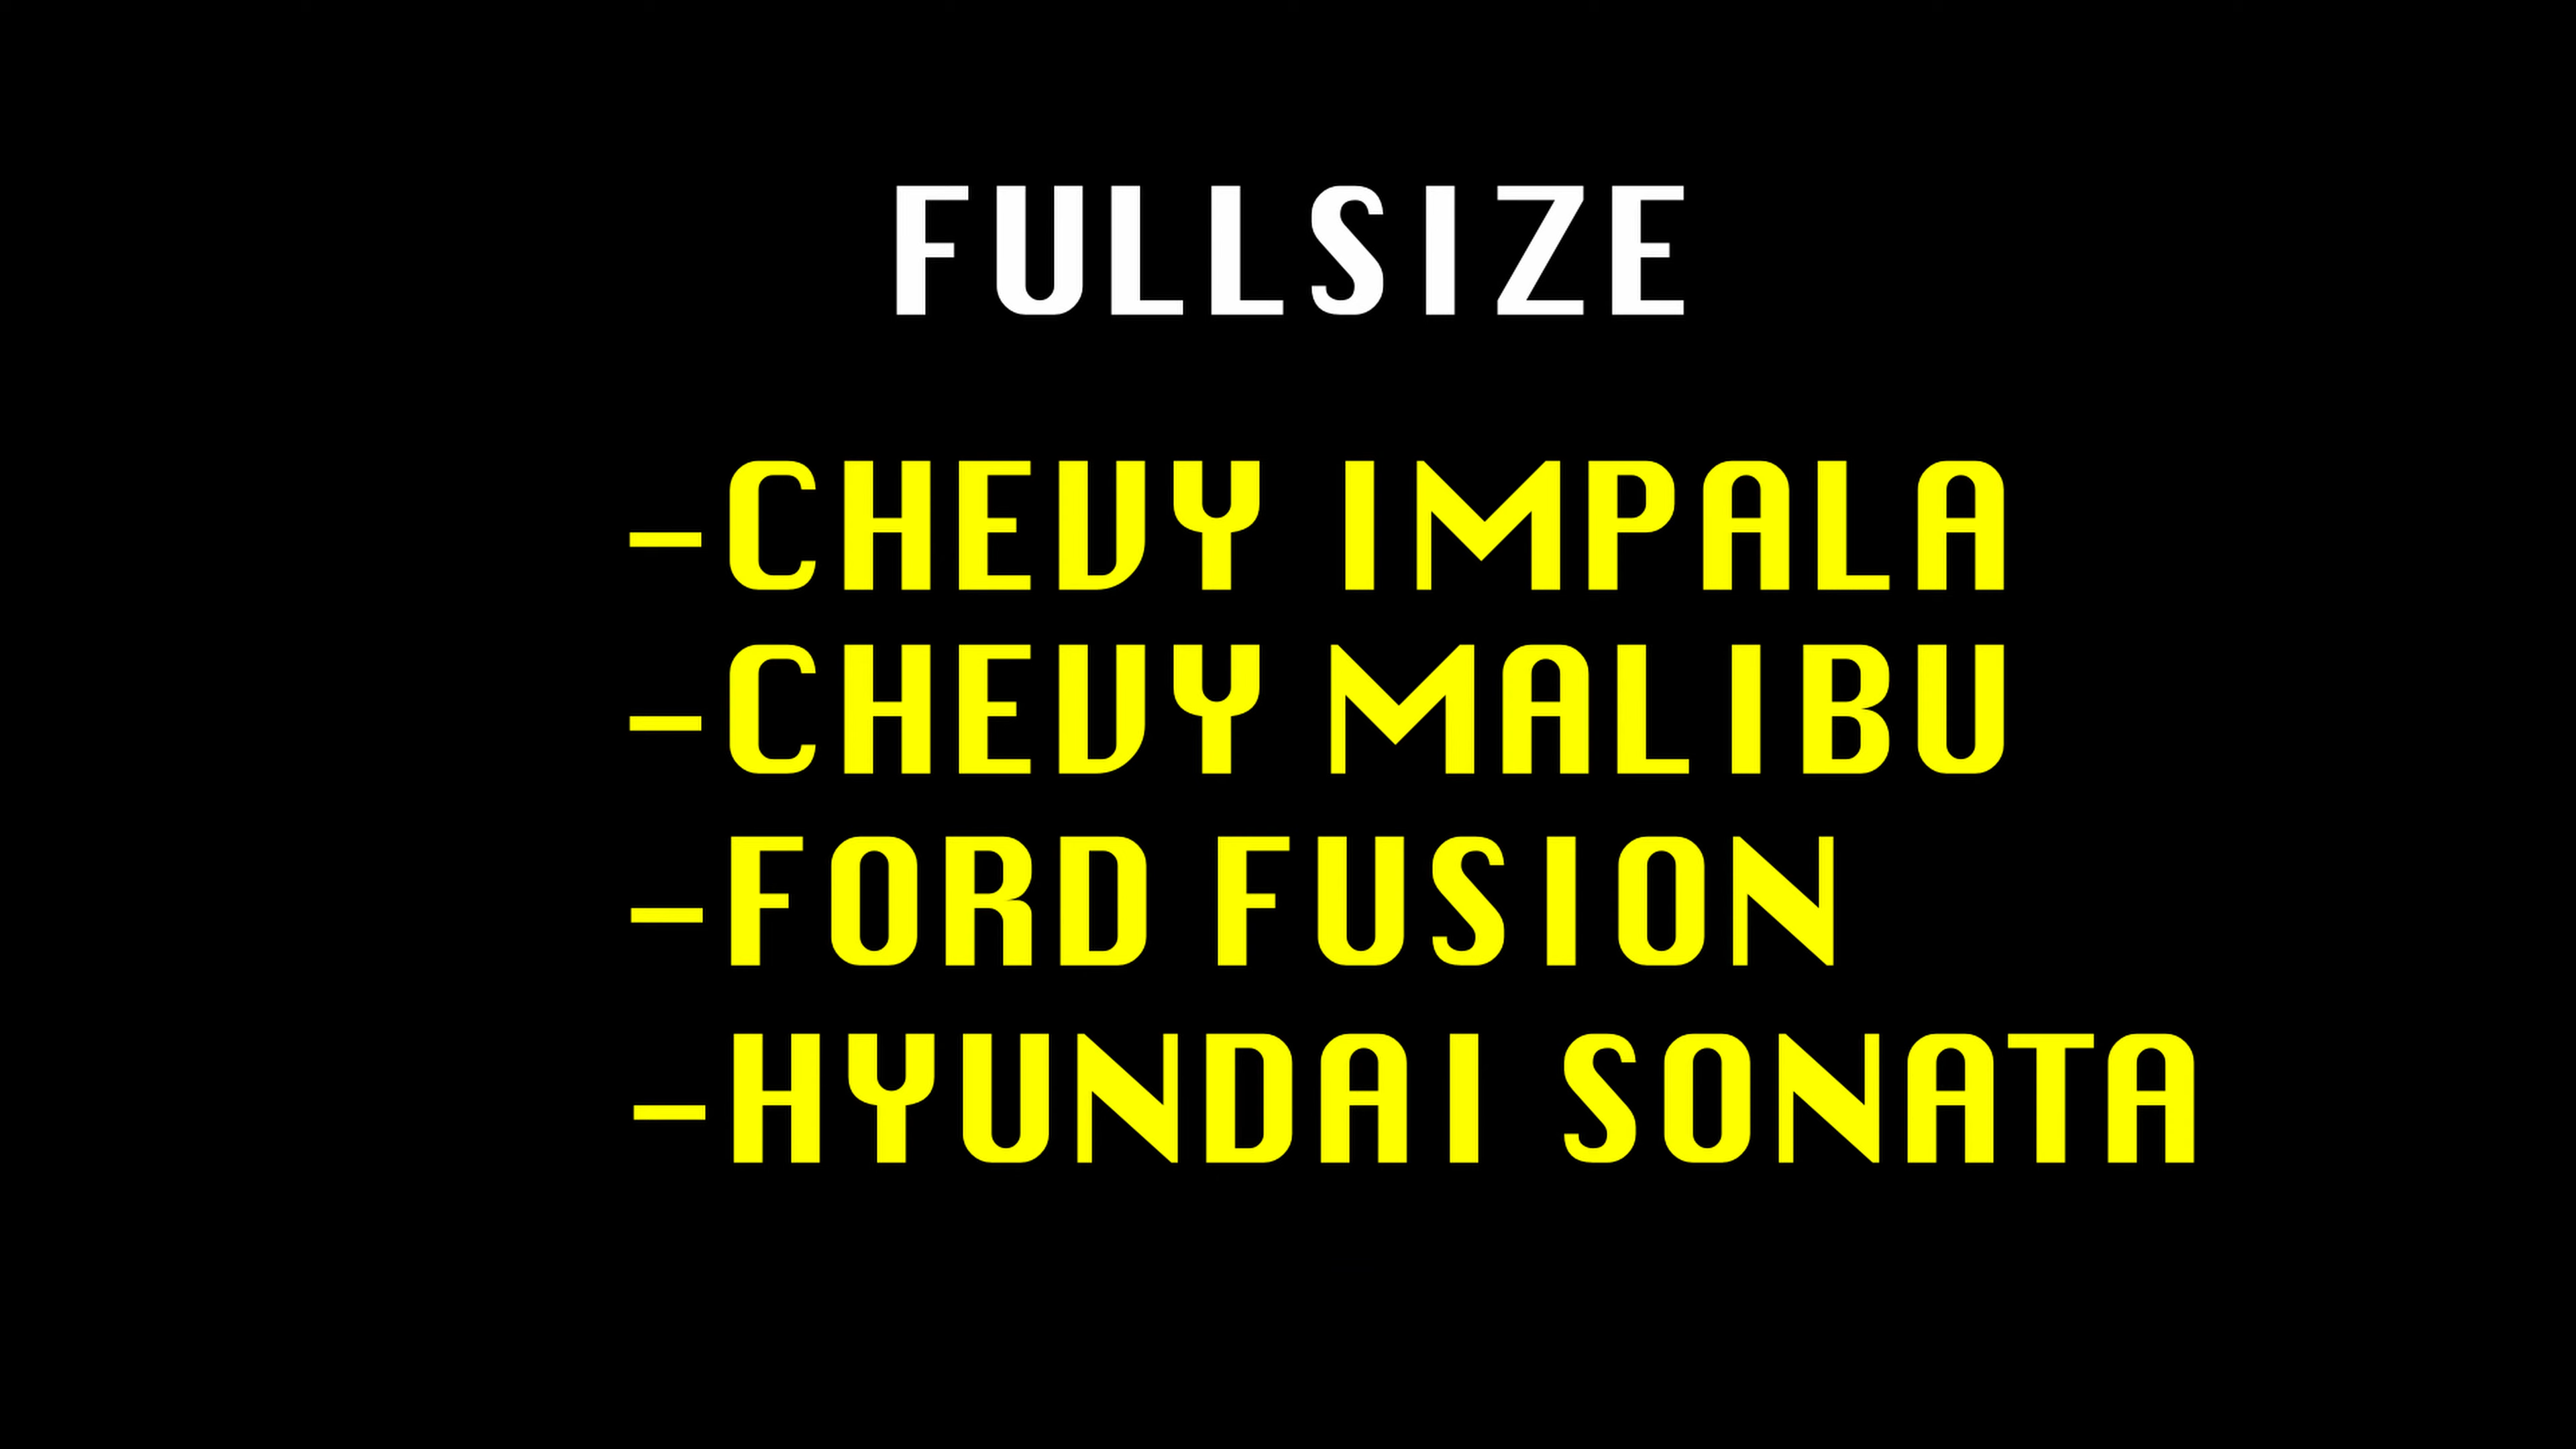 FULLSIZE
-CHEVY IMPALA
-CHEVY MALIBU
-FORD FUSION
-HYUNDAI SONATA